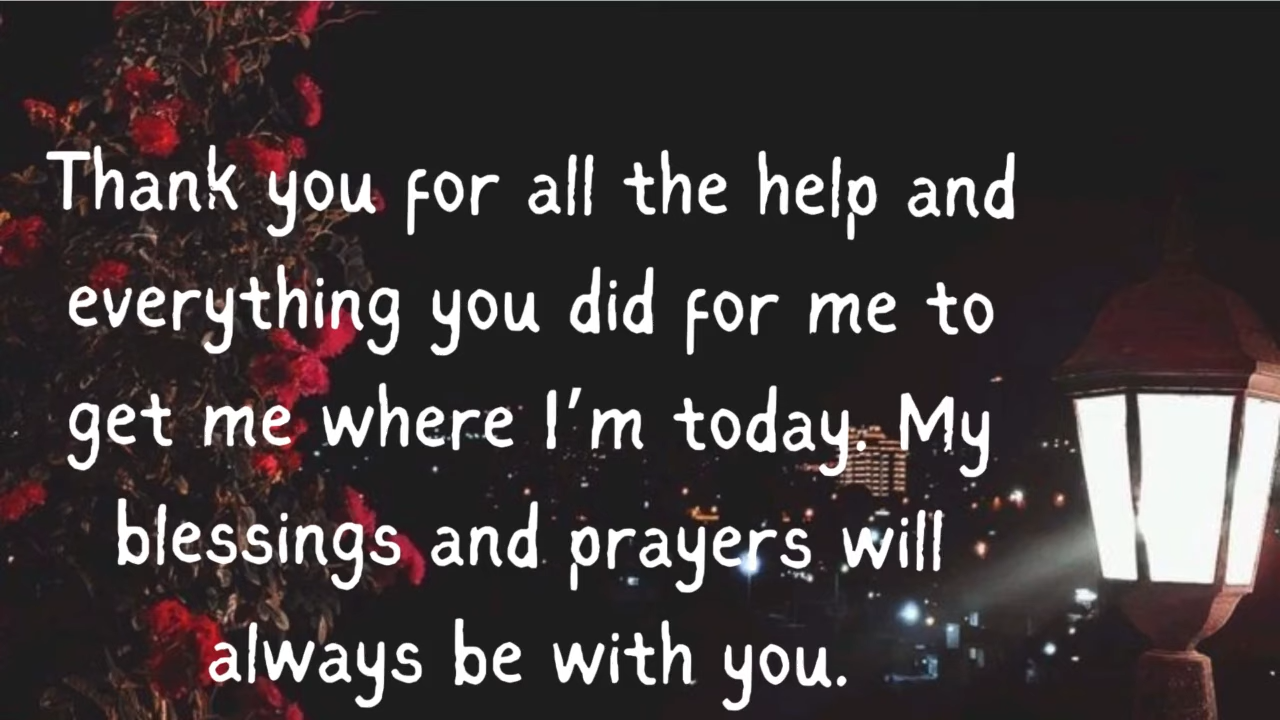 Thank you for all the help and
everything you did for me to
get me where I'm today. My
blessings and prayers will
always be with you.